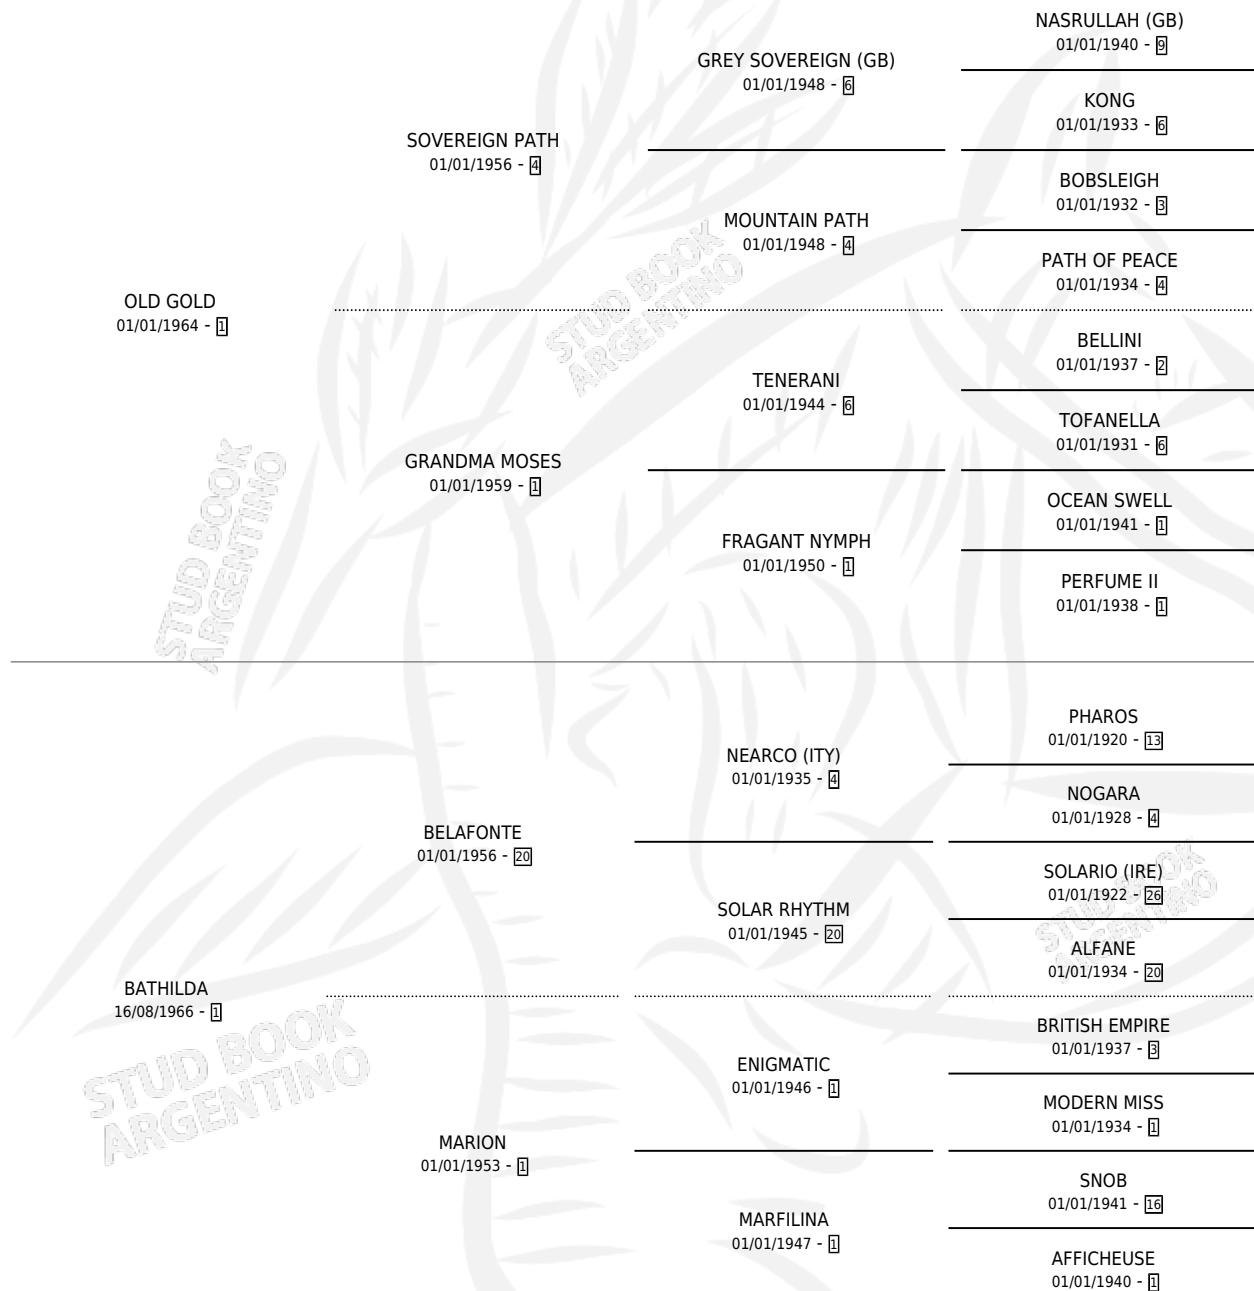 NASRULLAH (GB)
01/01/1940 - 9
GREY SOVEREIGN (GB)
01/01/1948 - 6
KONG
01/01/1933 - 6
SOVEREIGN PATH
01/01/1956 - 4
BOBSLEIGH
01/01/1932 - 3
MOUNTAIN PATH
01/01/1948 - 4
PATH OF PEACE
01/01/1934 - 4
OLD GOLD
01/01/1964 - 1
BELLINI
01/01/1937 - 2
TENERANI
01/01/1944 - 6
TOFANELLA
01/01/1931 - 6
GRANDMA MOSES
01/01/1959 - 1
OCEAN SWELL
01/01/1941 - 1
FRAGANT NYMPH
01/01/1950 - 1
PERFUME II
01/01/1938 - 1
PHAROS
01/01/1920 - 13
NEARCO (ITY)
01/01/1935 - 4
NOGARA
01/01/1928 - 4
BELAFONTE
01/01/1956 - 20
SOLARIO (IRE)
01/01/1922 - 26
SOLAR RHYTHM
01/01/1945 - 20
ALFANE
01/01/1934 - 20
BATHILDA
16/08/1966 - 1
BRITISH EMPIRE
01/01/1937 - 3
ENIGMATIC
01/01/1946 - 1
MODERN MISS
01/01/1934 - 1
MARION
01/01/1953 - 1
SNOB
01/01/1941 - 16
MARFILINA
01/01/1947 - 1
AFFICHEUSE
01/01/1940 - 1
STUD BOOK
ARGENTINO
STUD BOOK
ARGENTINO
STUD BOOK
ARGENTINO
STUD BOOK
ARGENTINO